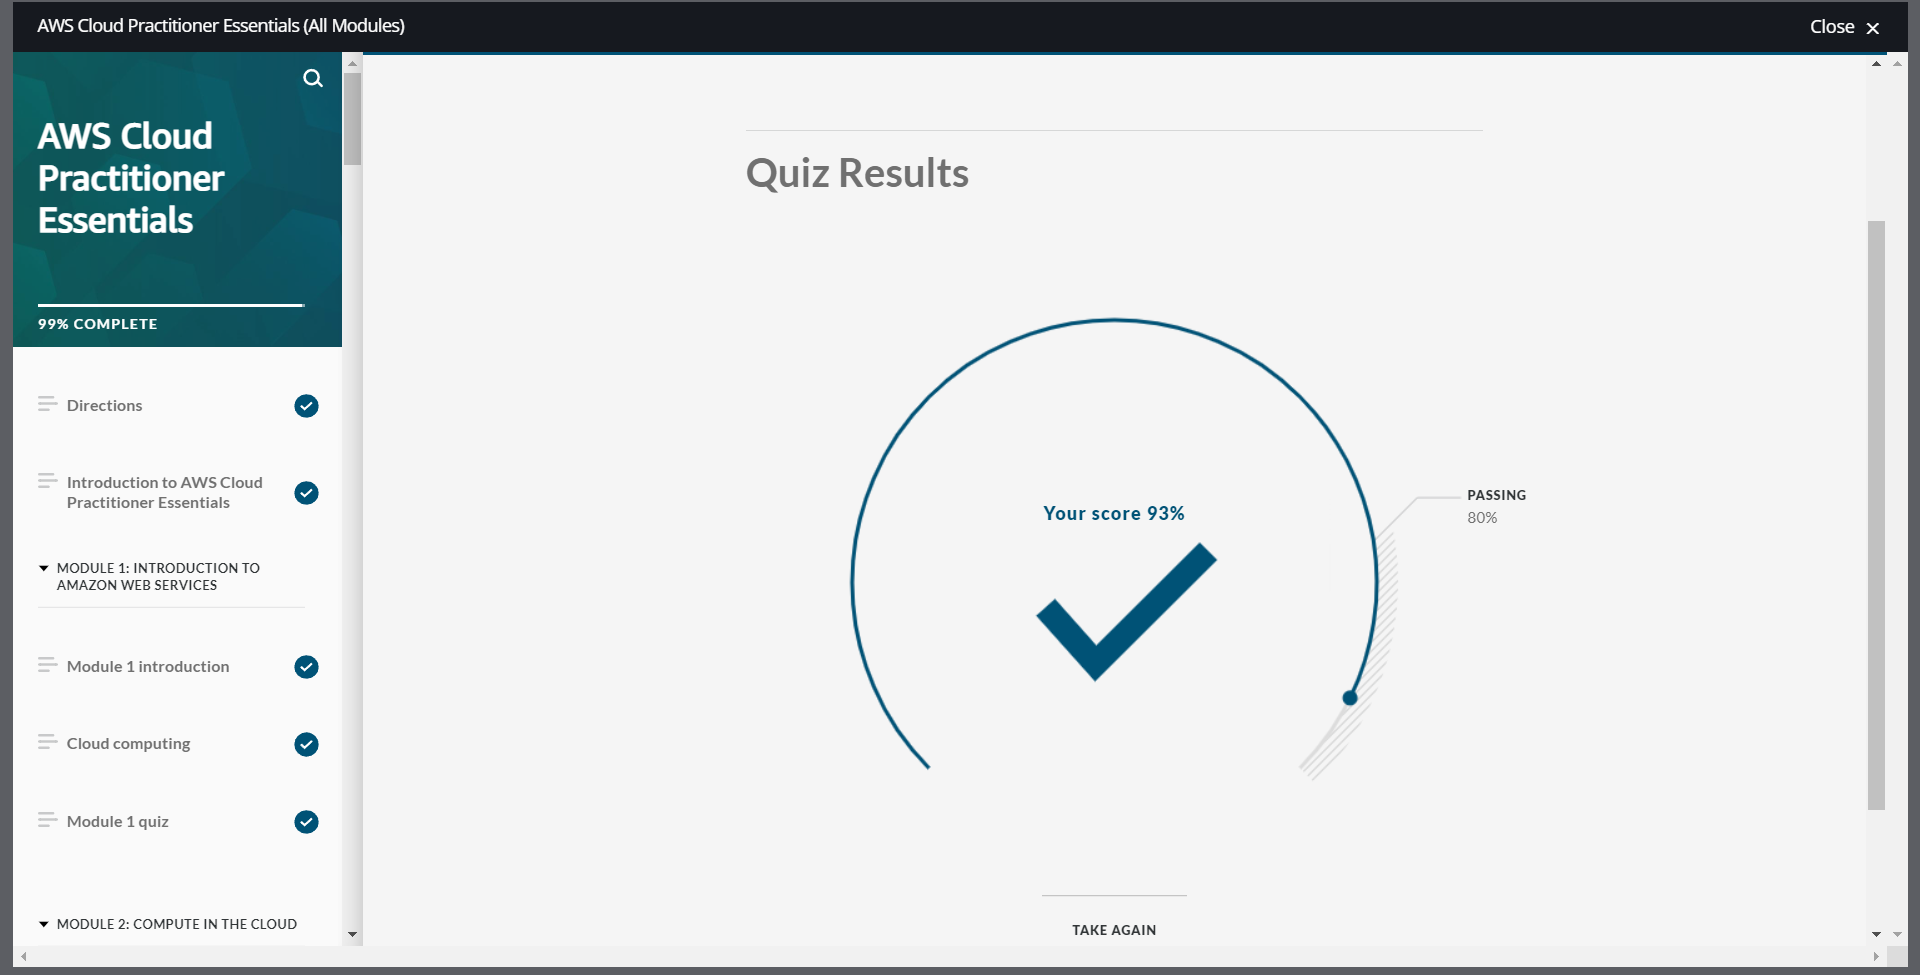 AWS Cloud Practitioner Essentials (All Modules)
Close
AWS Cloud
Practitioner
Essentials
99% COMPLETE
Directions
Introduction to AWS Cloud
Practitioner Essentials
MODULE 1: INTRODUCTION TO
AMAZON WEB SERVICES
Module 1 introduction
Cloud computing
Module 1 quiz
MODULE 2: COMPUTE IN THE CLOUD
Quiz Results
Your score 93%
PASSING
80%
TAKE AGAIN